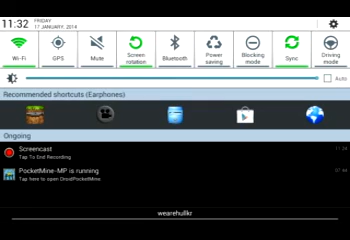 11:32 FRIDAY
17 JANUARY, 2014
Wi-Fi GPS Mute Screen rotation Bluetooth Power saving Blocking mode Sync Driving mode
Auto
Recommended shortcuts (Earphones)
Ongoing
Screencast 11:31
Tap To End Recording
PocketMine-MP is running
Tap here to open DroidPocketMine
wearehullkr